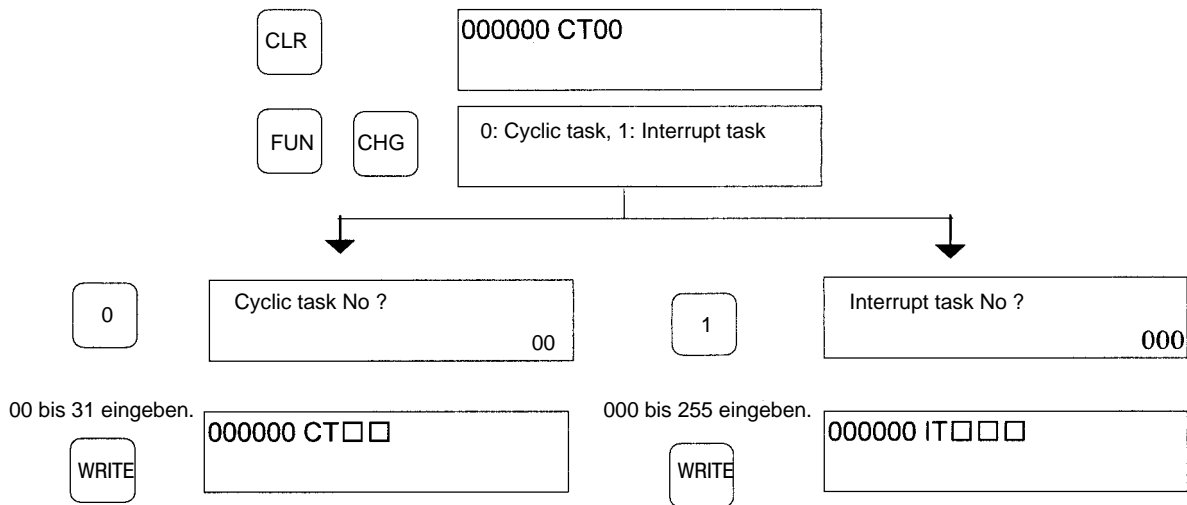 CLR
000000 CT00
FUN
CHG
0: Cyclic task, 1: Interrupt task
0
Cyclic task No ?
00
1
Interrupt task No ?
000
00 bis 31 eingeben.
WRITE
000000 CT□□
000 bis 255 eingeben.
WRITE
000000 IT□□□